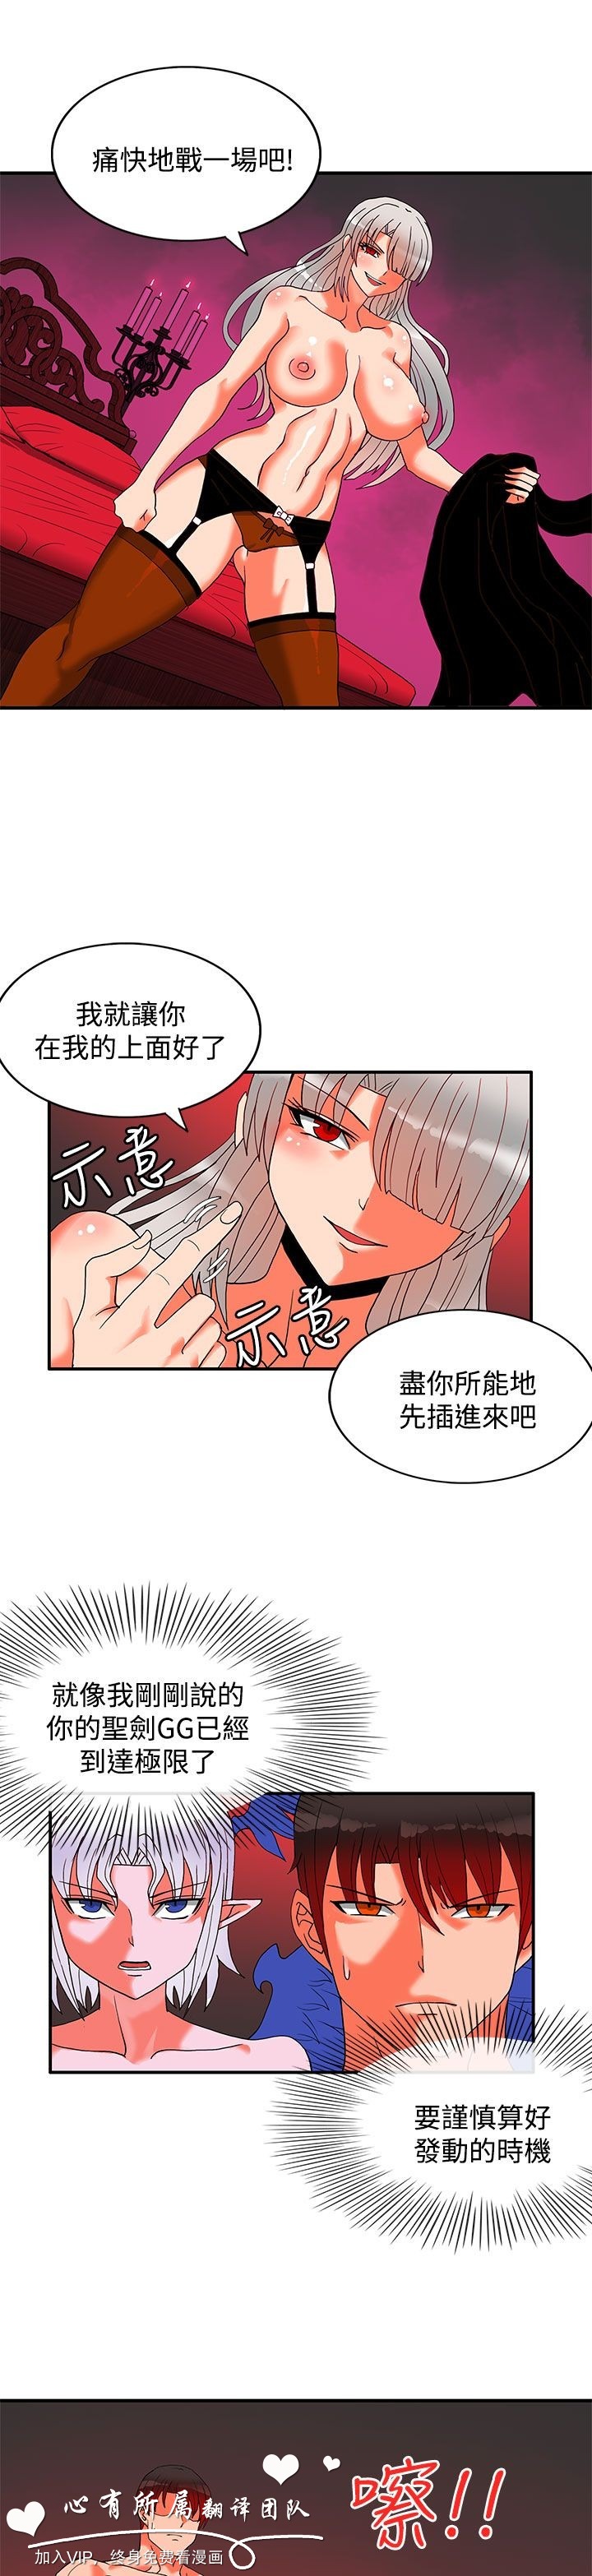 痛快地戰一場吧!
我就讓你
在我的上面好了
示意
示意
盡你所能地
先插進來吧
就像我剛剛說的
你的聖劍GG已經
到達極限了
要謹慎算好
發動的時機
嚓!!
心有所属翻译团队
加入VIP，终身免费看漫画